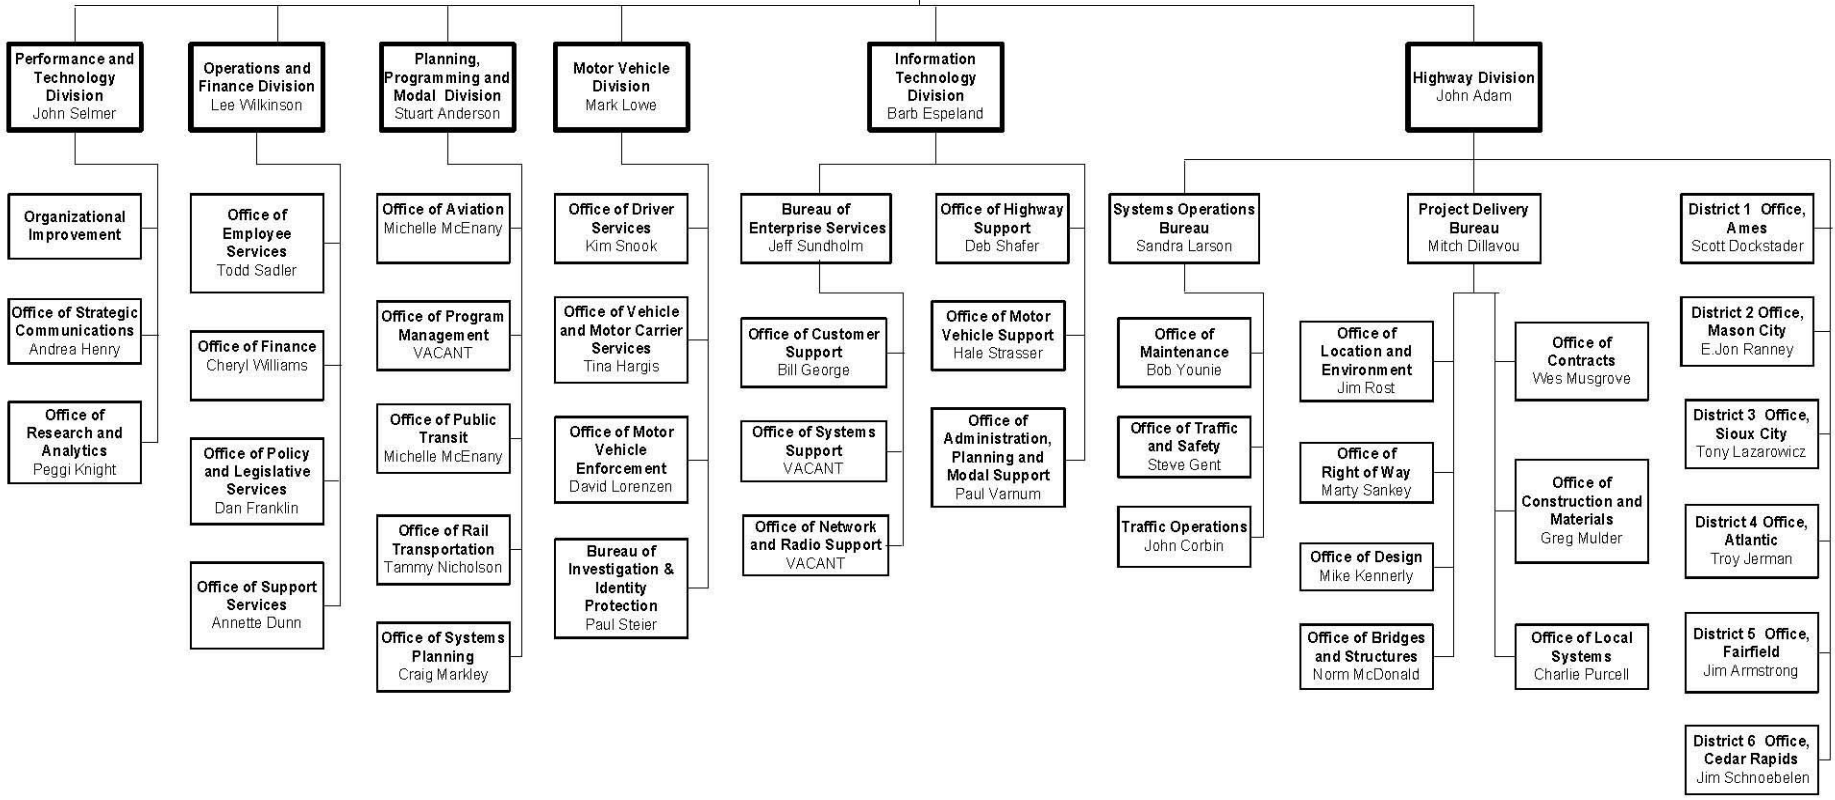 Performance and
Technology
Division
John Selmer
Operations and
Finance Division
Lee Wilkinson
Planning,
Programming and
Modal Division
Stuart Anderson
Motor Vehicle
Division
Mark Lowe
Information
Technology
Division
Barb Espeland
Highway Division
John Adam
Organizational
Improvement
Office of Strategic
Communications
Andrea Henry
Office of
Research and
Analytics
Peggi Knight
Office of
Employee
Services
Todd Sadler
Office of Finance
Cheryl Williams
Office of Policy
and Legislative
Services
Dan Franklin
Office of Support
Services
Annette Dunn
Office of Aviation
Michelle McEnany
Office of Program
Management
VACANT
Office of Public
Transit
Michelle McEnany
Office of Rail
Transportation
Tammy Nicholson
Office of Systems
Planning
Craig Markley
Office of Driver
Services
Kim Snook
Office of Vehicle
and Motor Carrier
Services
Tina Hargis
Office of Motor
Vehicle
Enforcement
David Lorenzen
Bureau of
Investigation &
Identity
Protection
Paul Steier
Bureau of
Enterprise Services
Jeff Sundholm
Office of Customer
Support
Bill George
Office of Systems
Support
VACANT
Office of Network
and Radio Support
VACANT
Office of Highway
Support
Deb Shafer
Office of Motor
Vehicle Support
Hale Strasser
Office of
Administration,
Planning and
Modal Support
Paul Varnum
Systems Operations
Bureau
Sandra Larson
Office of
Maintenance
Bob Younie
Office of Traffic
and Safety
Steve Gent
Traffic Operations
John Corbin
Project Delivery
Bureau
Mitch Dillavou
Office of
Location and
Environment
Jim Rost
Office of
Right of Way
Marty Sankey
Office of Design
Mike Kennerly
Office of Bridges
and Structures
Norm McDonald
Office of
Contracts
Wes Musgrove
Office of
Construction and
Materials
Greg Mulder
Office of Local
Systems
Charlie Purcell
District 1 Office,
Ames
Scott Dockstader
District 2 Office,
Mason City
E.Jon Ranney
District 3 Office,
Sioux City
Tony Lazarowicz
District 4 Office,
Atlantic
Troy Jerman
District 5 Office,
Fairfield
Jim Armstrong
District 6 Office,
Cedar Rapids
Jim Schnoebelen